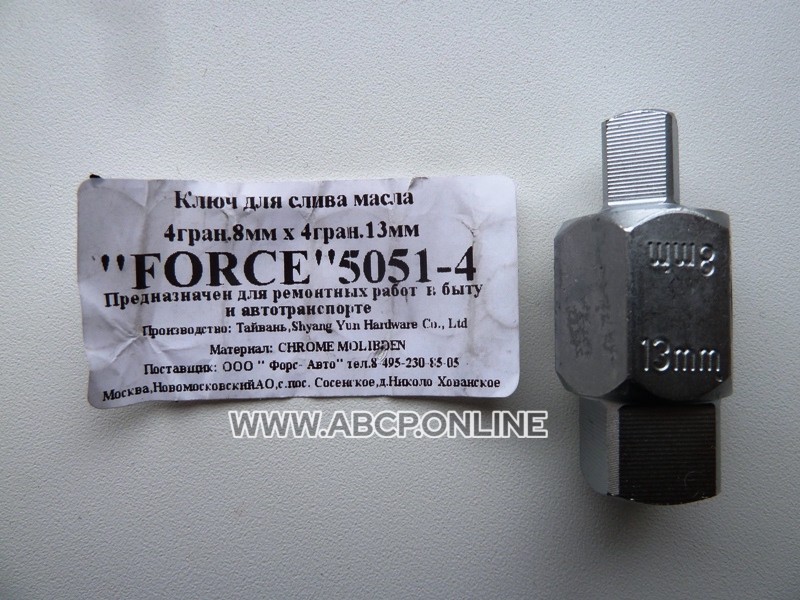 Ключ для слива масла
4гран.8мм х 4гран.13мм
"FORCE"5051-4
Предназначен для ремонтных работ в быту
и автотранспорте
Производство: Тайвань,Shyang Yun Hardware Co., Ltd
Материал: CHROME MOLIBDEN
Поставщик: ООО " Форс- Авто" тел.8-495-230-85-05
Москва,НовомосковскийАО,с.пос. Сосенское,д.Николо Хованское
WWW.ABCP.ONLINE
8mm
13mm